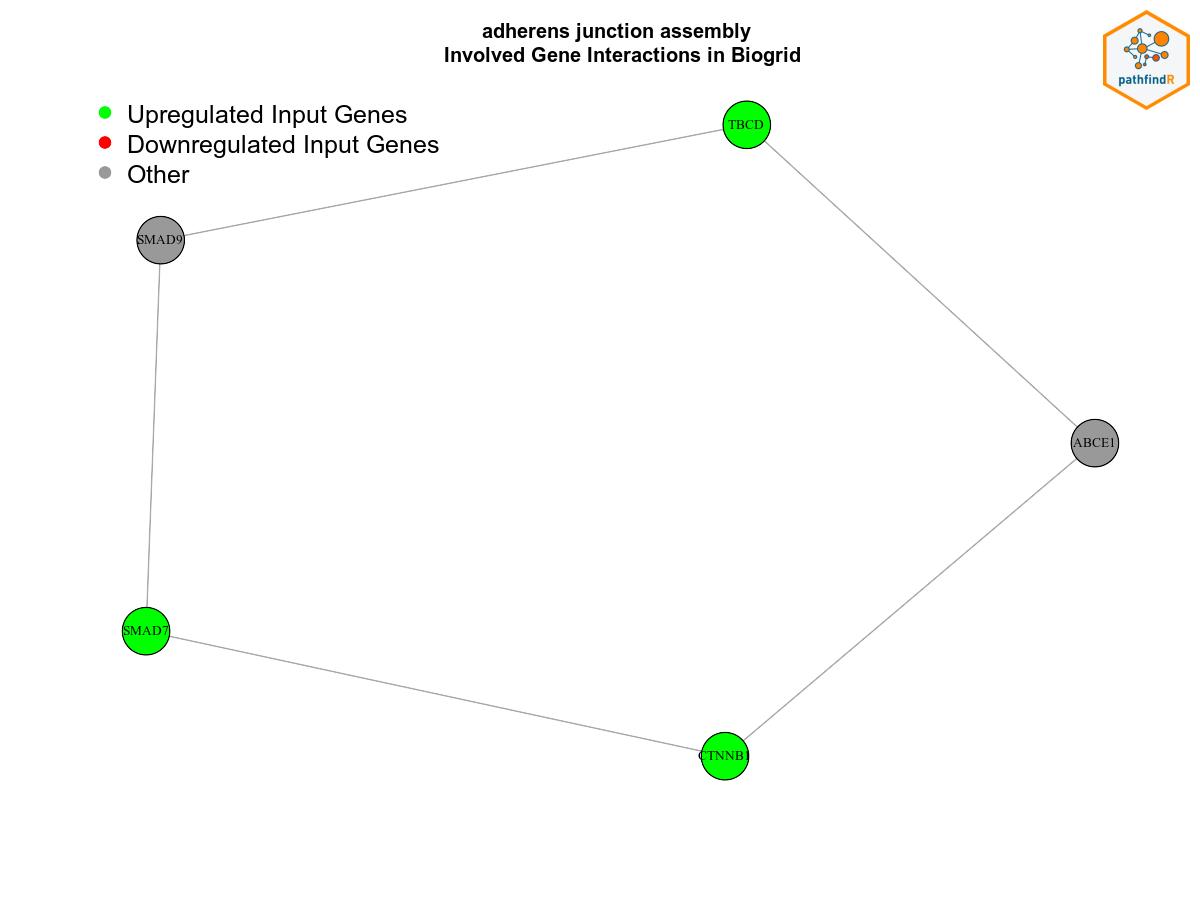 adherens junction assembly
Involved Gene Interactions in Biogrid
pathfindR
Upregulated Input Genes
Downregulated Input Genes
Other
TBCD
SMAD9
ABCE1
SMAD7
CTNNB1